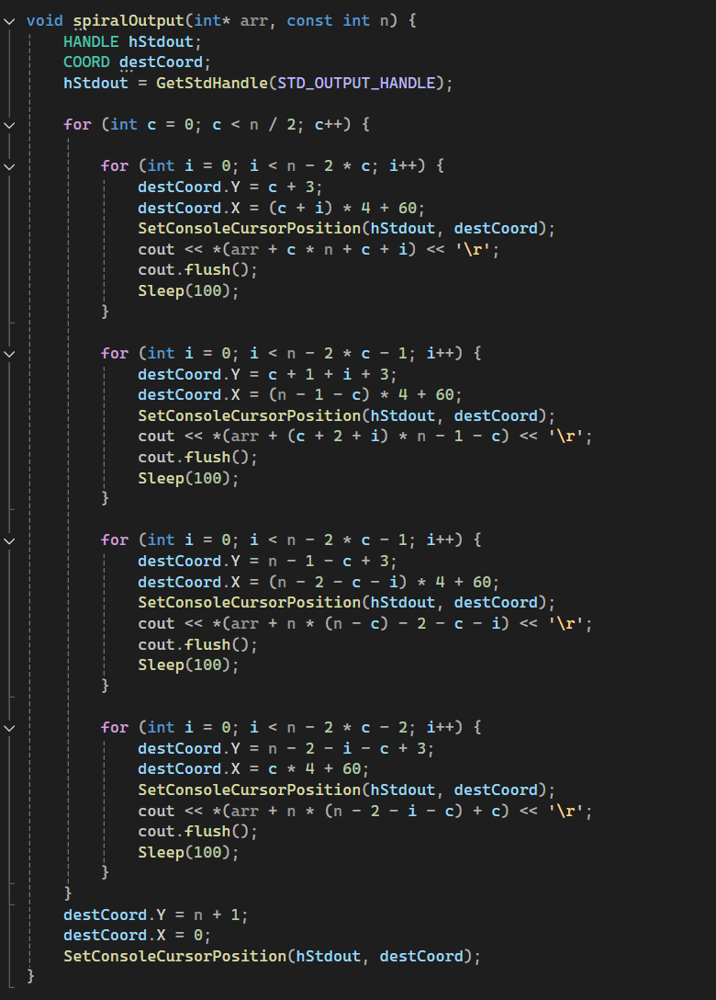 void spiralOutput(int* arr, const int n) {
    HANDLE hStdout;
    COORD destCoord;
    hStdout = GetStdHandle(STD_OUTPUT_HANDLE);

    for (int c = 0; c < n / 2; c++) {

        for (int i = 0; i < n - 2 * c; i++) {
            destCoord.Y = c + 3;
            destCoord.X = (c + i) * 4 + 60;
            SetConsoleCursorPosition(hStdout, destCoord);
            cout << *(arr + c * n + c + i) << '\r';
            cout.flush();
            Sleep(100);
        }

        for (int i = 0; i < n - 2 * c - 1; i++) {
            destCoord.Y = c + 1 + i + 3;
            destCoord.X = (n - 1 - c) * 4 + 60;
            SetConsoleCursorPosition(hStdout, destCoord);
            cout << *(arr + (c + 2 + i) * n - 1 - c) << '\r';
            cout.flush();
            Sleep(100);
        }

        for (int i = 0; i < n - 2 * c - 1; i++) {
            destCoord.Y = n - 1 - c + 3;
            destCoord.X = (n - 2 - c - i) * 4 + 60;
            SetConsoleCursorPosition(hStdout, destCoord);
            cout << *(arr + n * (n - c) - 2 - c - i) << '\r';
            cout.flush();
            Sleep(100);
        }

        for (int i = 0; i < n - 2 * c - 2; i++) {
            destCoord.Y = n - 2 - i - c + 3;
            destCoord.X = c * 4 + 60;
            SetConsoleCursorPosition(hStdout, destCoord);
            cout << *(arr + n * (n - 2 - i - c) + c) << '\r';
            cout.flush();
            Sleep(100);
        }
    }
    destCoord.Y = n + 1;
    destCoord.X = 0;
    SetConsoleCursorPosition(hStdout, destCoord);
}